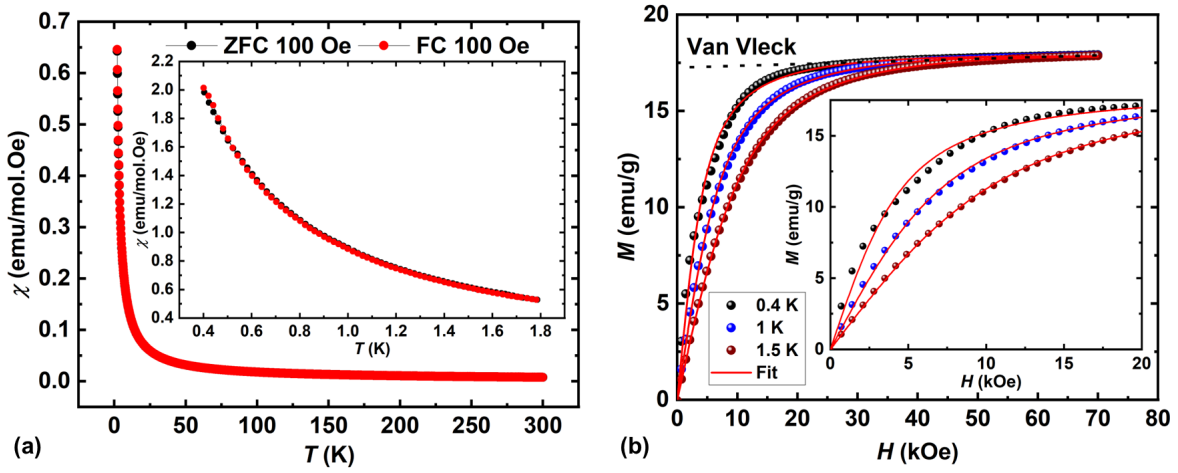 ZFC 100 Oe FC 100 Oe
0.7
0.6
0.5
0.4
0.3
0.2
0.1
0.0
χ (emu/mol.Oe)
2.2
2.0
1.8
1.6
1.4
1.2
1.0
0.8
0.6
0.4
χ (emu/mol.Oe)
0.4 0.6 0.8 1.0 1.2 1.4 1.6 1.8
T (K)
0 50 100 150 200 250 300
T (K)
(a)
20
15
10
5
0
M (emu/g)
Van Vleck
0.4 K
1 K
1.5 K
Fit
15
10
5
0
M (emu/g)
0 5 10 15 20
H (kOe)
0 10 20 30 40 50 60 70 80
H (kOe)
(b)